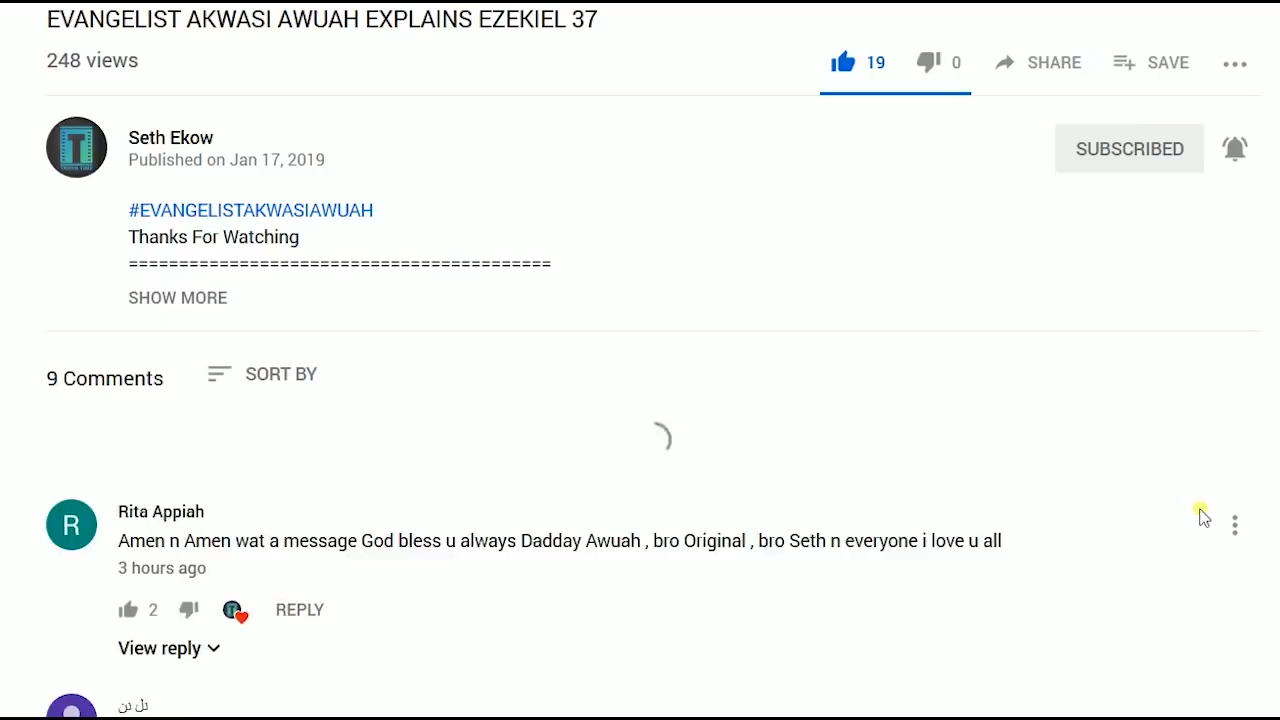 EVANGELIST AKWASI AWUAH EXPLAINS EZEKIEL 37
248 views
19
0
SHARE
SAVE
T
Seth Ekow
Published on Jan 17, 2019
SUBSCRIBED
#EVANGELISTAKWASIAWUAH
Thanks For Watching
==========================================
SHOW MORE
9 Comments
SORT BY
R
Rita Appiah
Amen n Amen wat a message God bless u always Dadday Awuah , bro Original , bro Seth n everyone i love u all
3 hours ago
2
REPLY
View reply